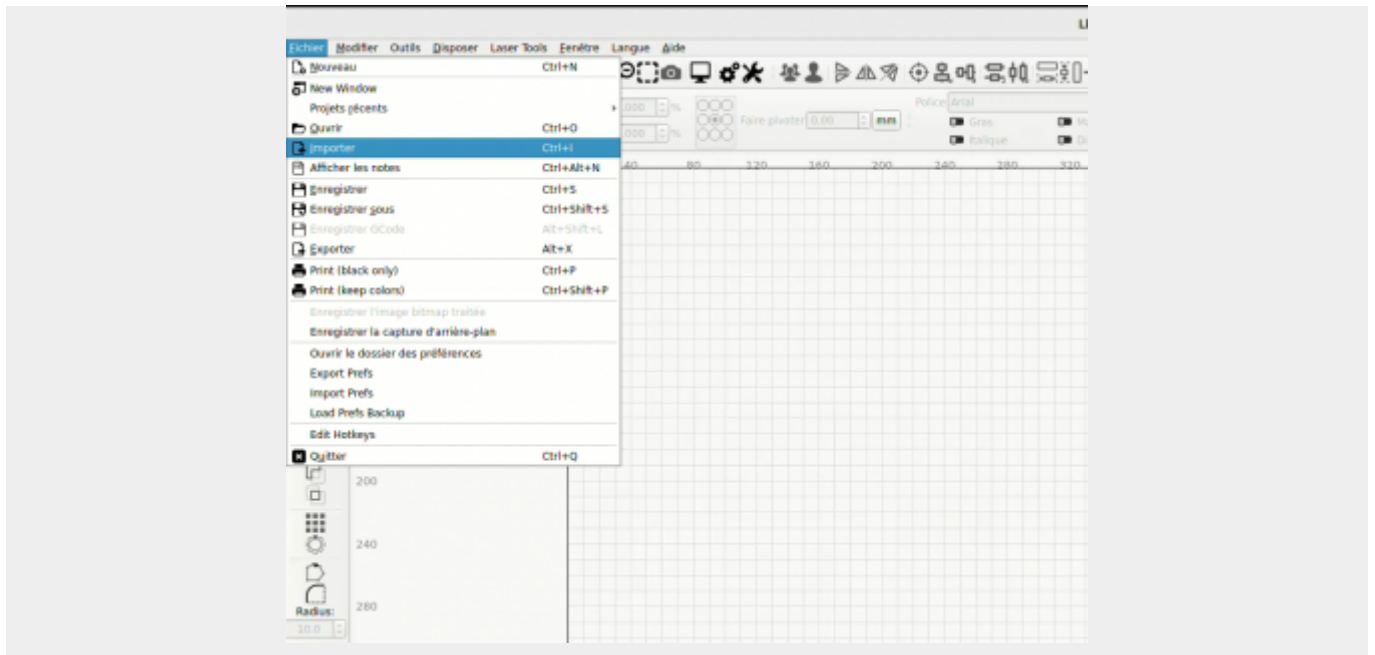 LI
Fichier Modifier Outils Disposer Laser Tools Fenêtre Langue Aide
Nouveau Ctrl+N
New Window
Projets récents
Ouvrir Ctrl+O
Importer Ctrl+I
Afficher les notes Ctrl+Alt+N
Enregistrer Ctrl+S
Enregistrer sous Ctrl+Shift+S
Enregistrer GCode Alt+Shift+L
Exporter Alt+X
Print (black only) Ctrl+P
Print (keep colors) Ctrl+Shift+P
Enregistrer l'image bitmap traitée
Enregistrer la capture d'arrière-plan
Ouvrir le dossier des préférences
Export Prefs
Import Prefs
Load Prefs Backup
Edit Hotkeys
Quitter Ctrl+Q
.000 %
.000 %
Faire pivoter 0.00 mm
Police Arial
Gras
Italique
40 80 120 160 200 240 280 320
200
240
280
Radius:
10.0